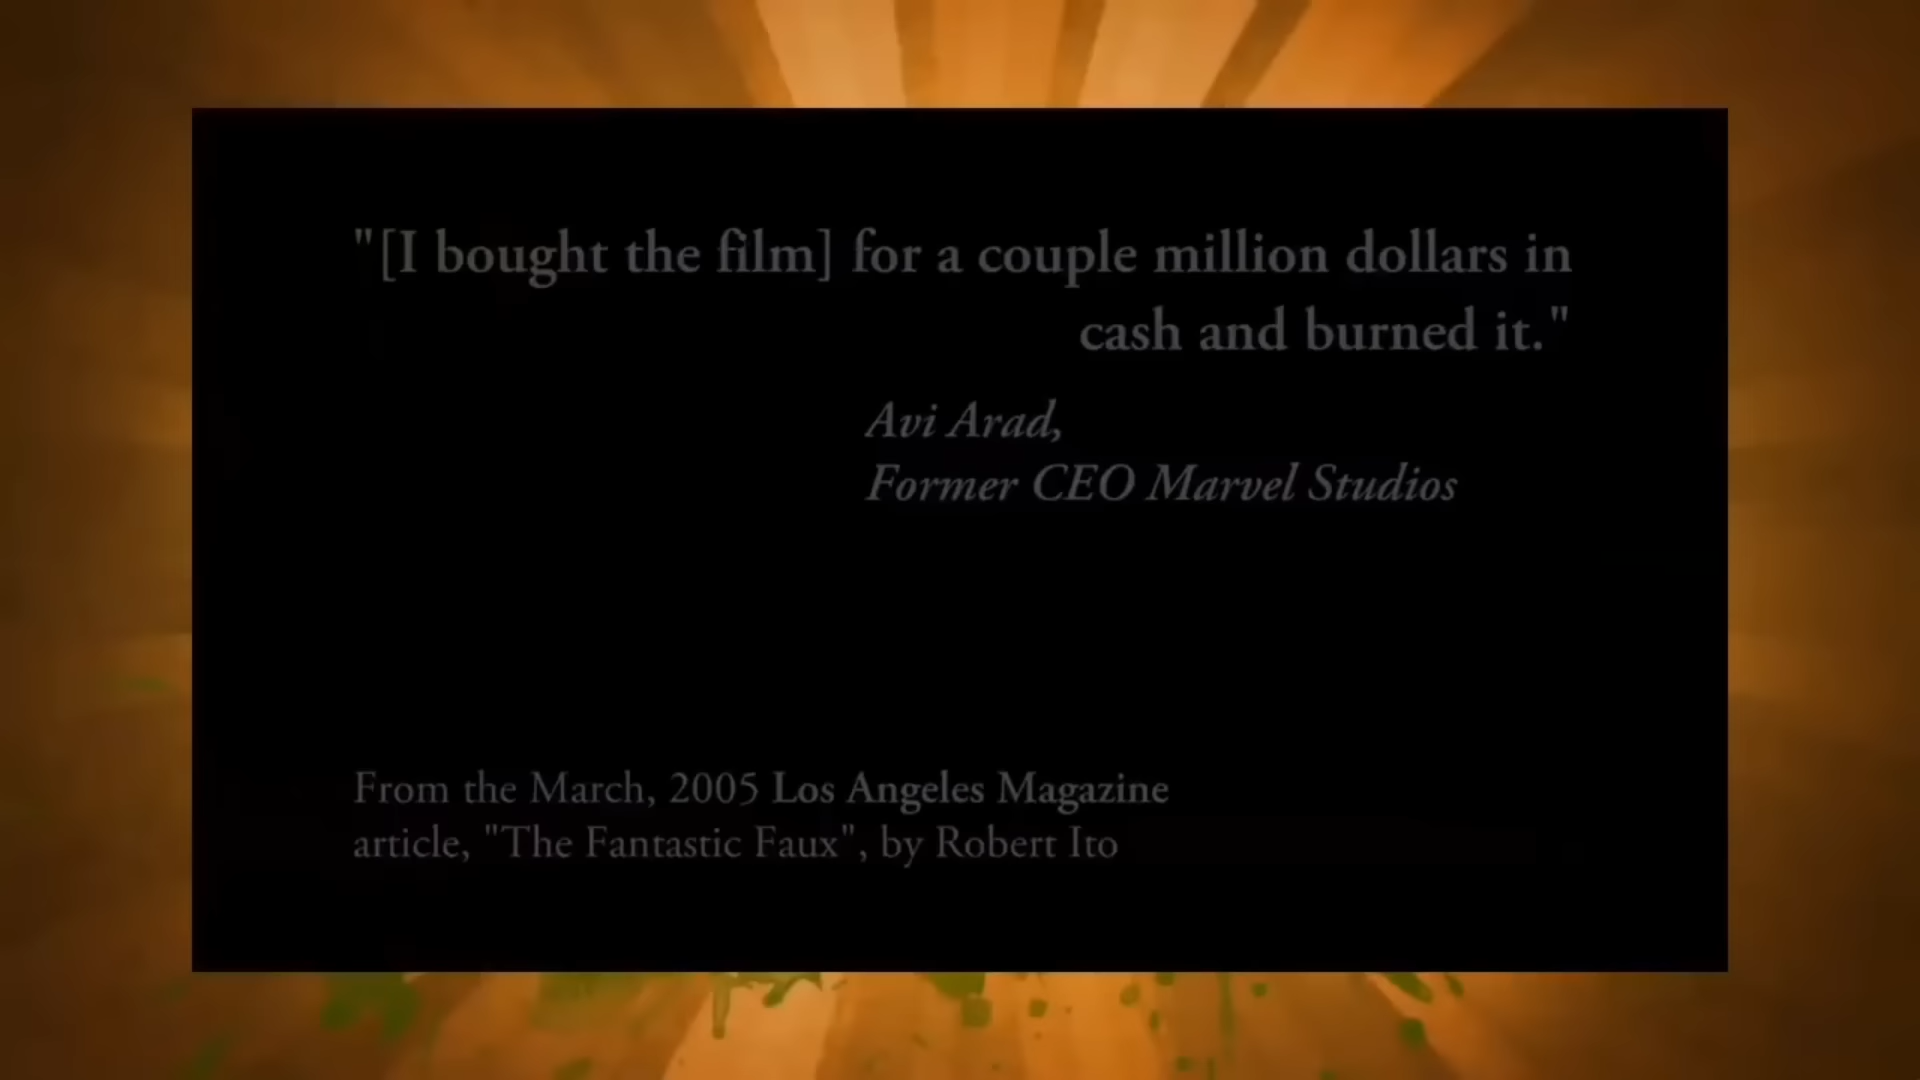 "[I bought the film] for a couple million dollars in
cash and burned it."
Avi Arad,
Former CEO Marvel Studios
From the March, 2005 Los Angeles Magazine
article, "The Fantastic Faux", by Robert Ito